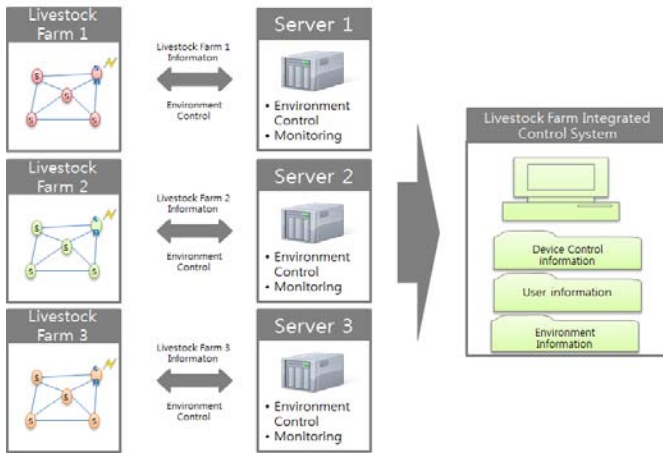 Livestock
Farm 1
S
S
S
S
Livestock Farm 1
Informaton
Environment
Control
Server 1
• Environment
Control
• Monitoring
Livestock
Farm 2
S
S
S
S
Livestock Farm 2
Informaton
Environment
Control
Server 2
• Environment
Control
• Monitoring
Livestock
Farm 3
S
S
S
S
Livestock Farm 3
Informaton
Environment
Control
Server 3
• Environment
Control
• Monitoring
Livestock Farm Integrated
Control System
Device Control
information
User information
Environment
Information